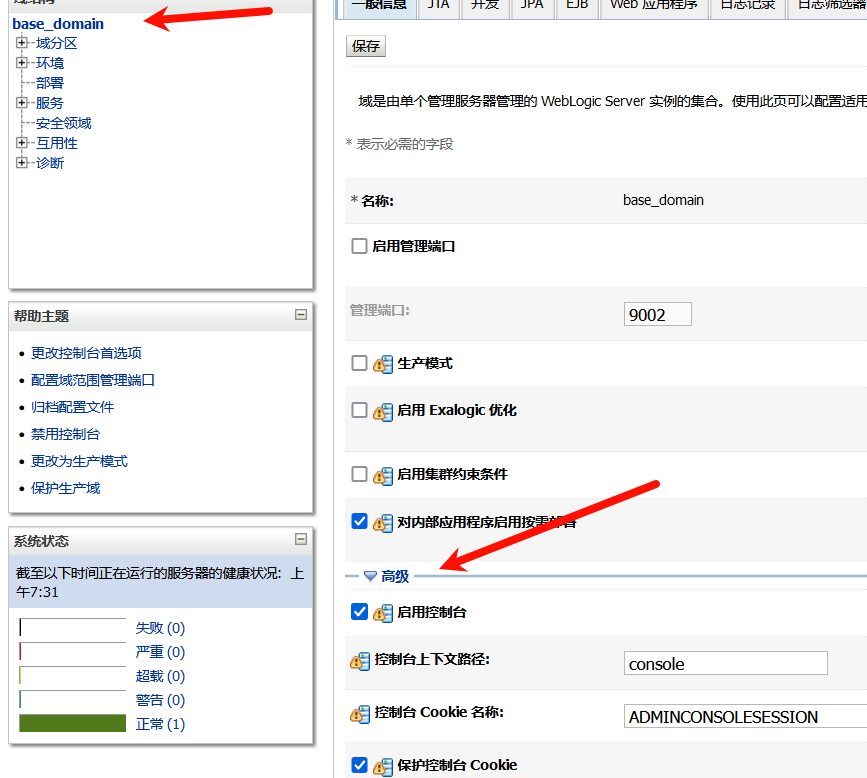 base_domain
域分区
环境
部署
服务
安全领域
互用性
诊断
帮助主题
更改控制台首选项
配置域范围管理端口
归档配置文件
禁用控制台
更改为生产模式
保护生产域
系统状态
截至以下时间正在运行的服务器的健康状况: 上
午7:31
失败 (0)
严重 (0)
超载 (0)
警告 (0)
正常 (1)
一般信息 JTA 开发 JPA EJB Web 应用程序 日志记录 日志筛选器
保存
域是由单个管理服务器管理的 WebLogic Server 实例的集合。使用此页可以配置适用
* 表示必需的字段
* 名称: base_domain
启用管理端口
管理端口: 9002
生产模式
启用 Exalogic 优化
启用集群约束条件
对内部应用程序启用按需部署
高级
启用控制台
控制台上下文路径: console
控制台 Cookie 名称: ADMINCONSOLESESSION
保护控制台 Cookie